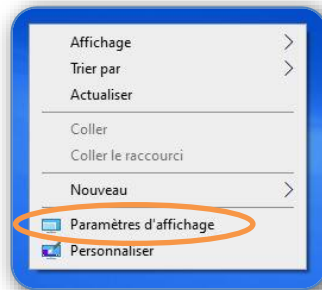 Affichage
Trier par
Actualiser
Coller
Coller le raccourci
Nouveau
Paramètres d'affichage
Personnaliser